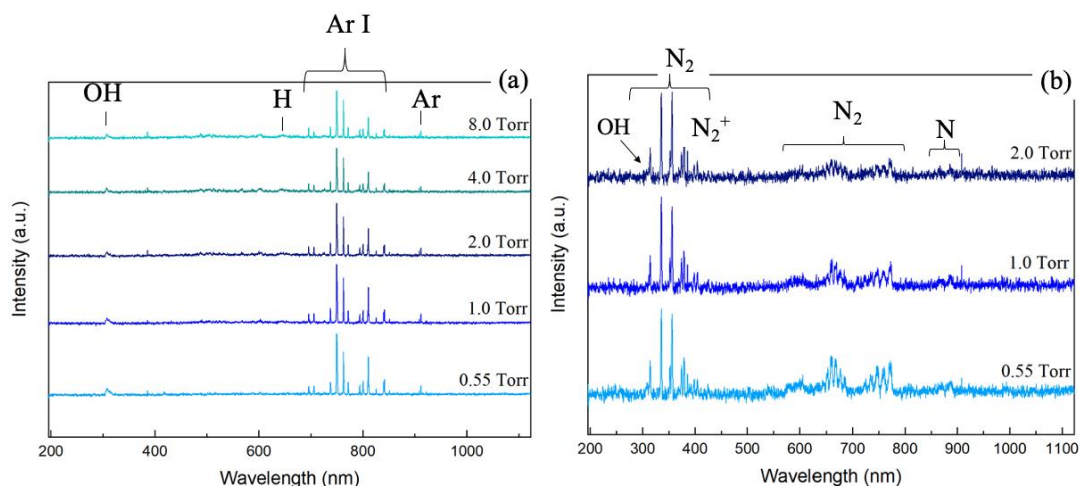 Ar I
(a)
OH
H
Ar
8.0 Torr
4.0 Torr
2.0 Torr
1.0 Torr
0.55 Torr
Intensity (a.u.)
200 400 600 800 1000
Wavelength (nm)
N₂
(b)
OH
N₂⁺
N₂
N
2.0 Torr
1.0 Torr
0.55 Torr
Intensity (a.u.)
200 300 400 500 600 700 800 900 1000 1100
Wavelength (nm)